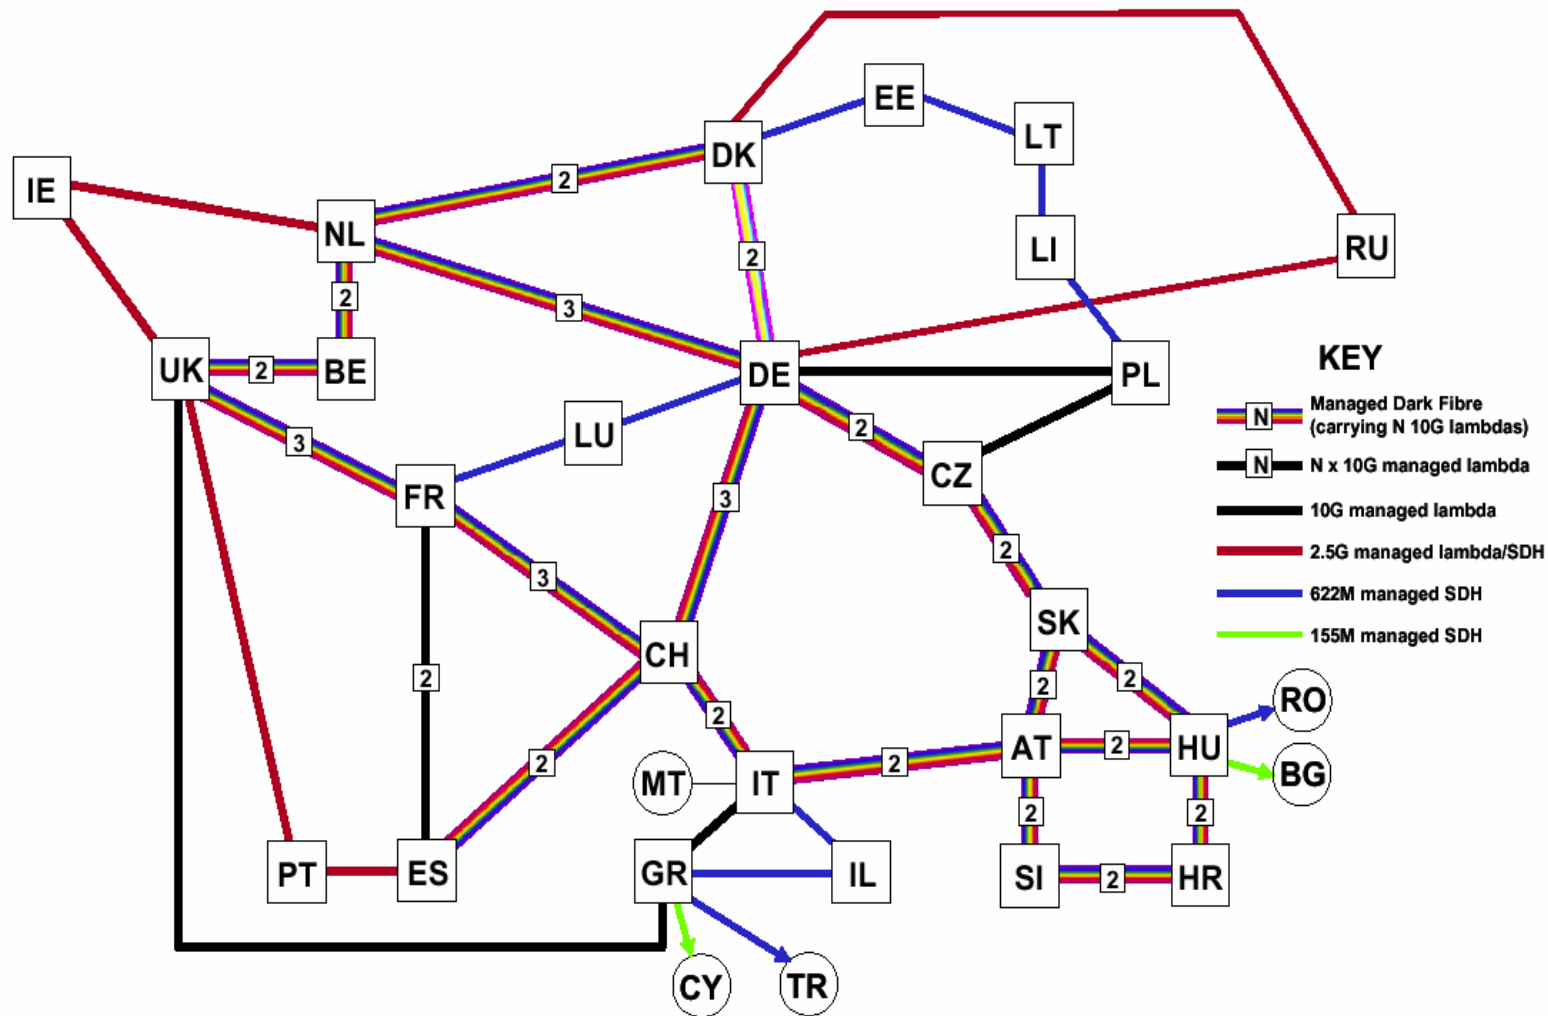 EE
LT
DK
IE
2
NL
LI
RU
2
2
3
UK
2
BE
DE
PL
KEY
N
Managed Dark Fibre
(carrying N 10G lambdas)
3
LU
2
N
N x 10G managed lambda
FR
CZ
3
10G managed lambda
2
2.5G managed lambda/SDH
3
622M managed SDH
SK
155M managed SDH
CH
2
2
2
RO
2
AT
2
HU
2
2
MT
IT
BG
2
2
PT
ES
GR
IL
SI
2
HR
CY
TR